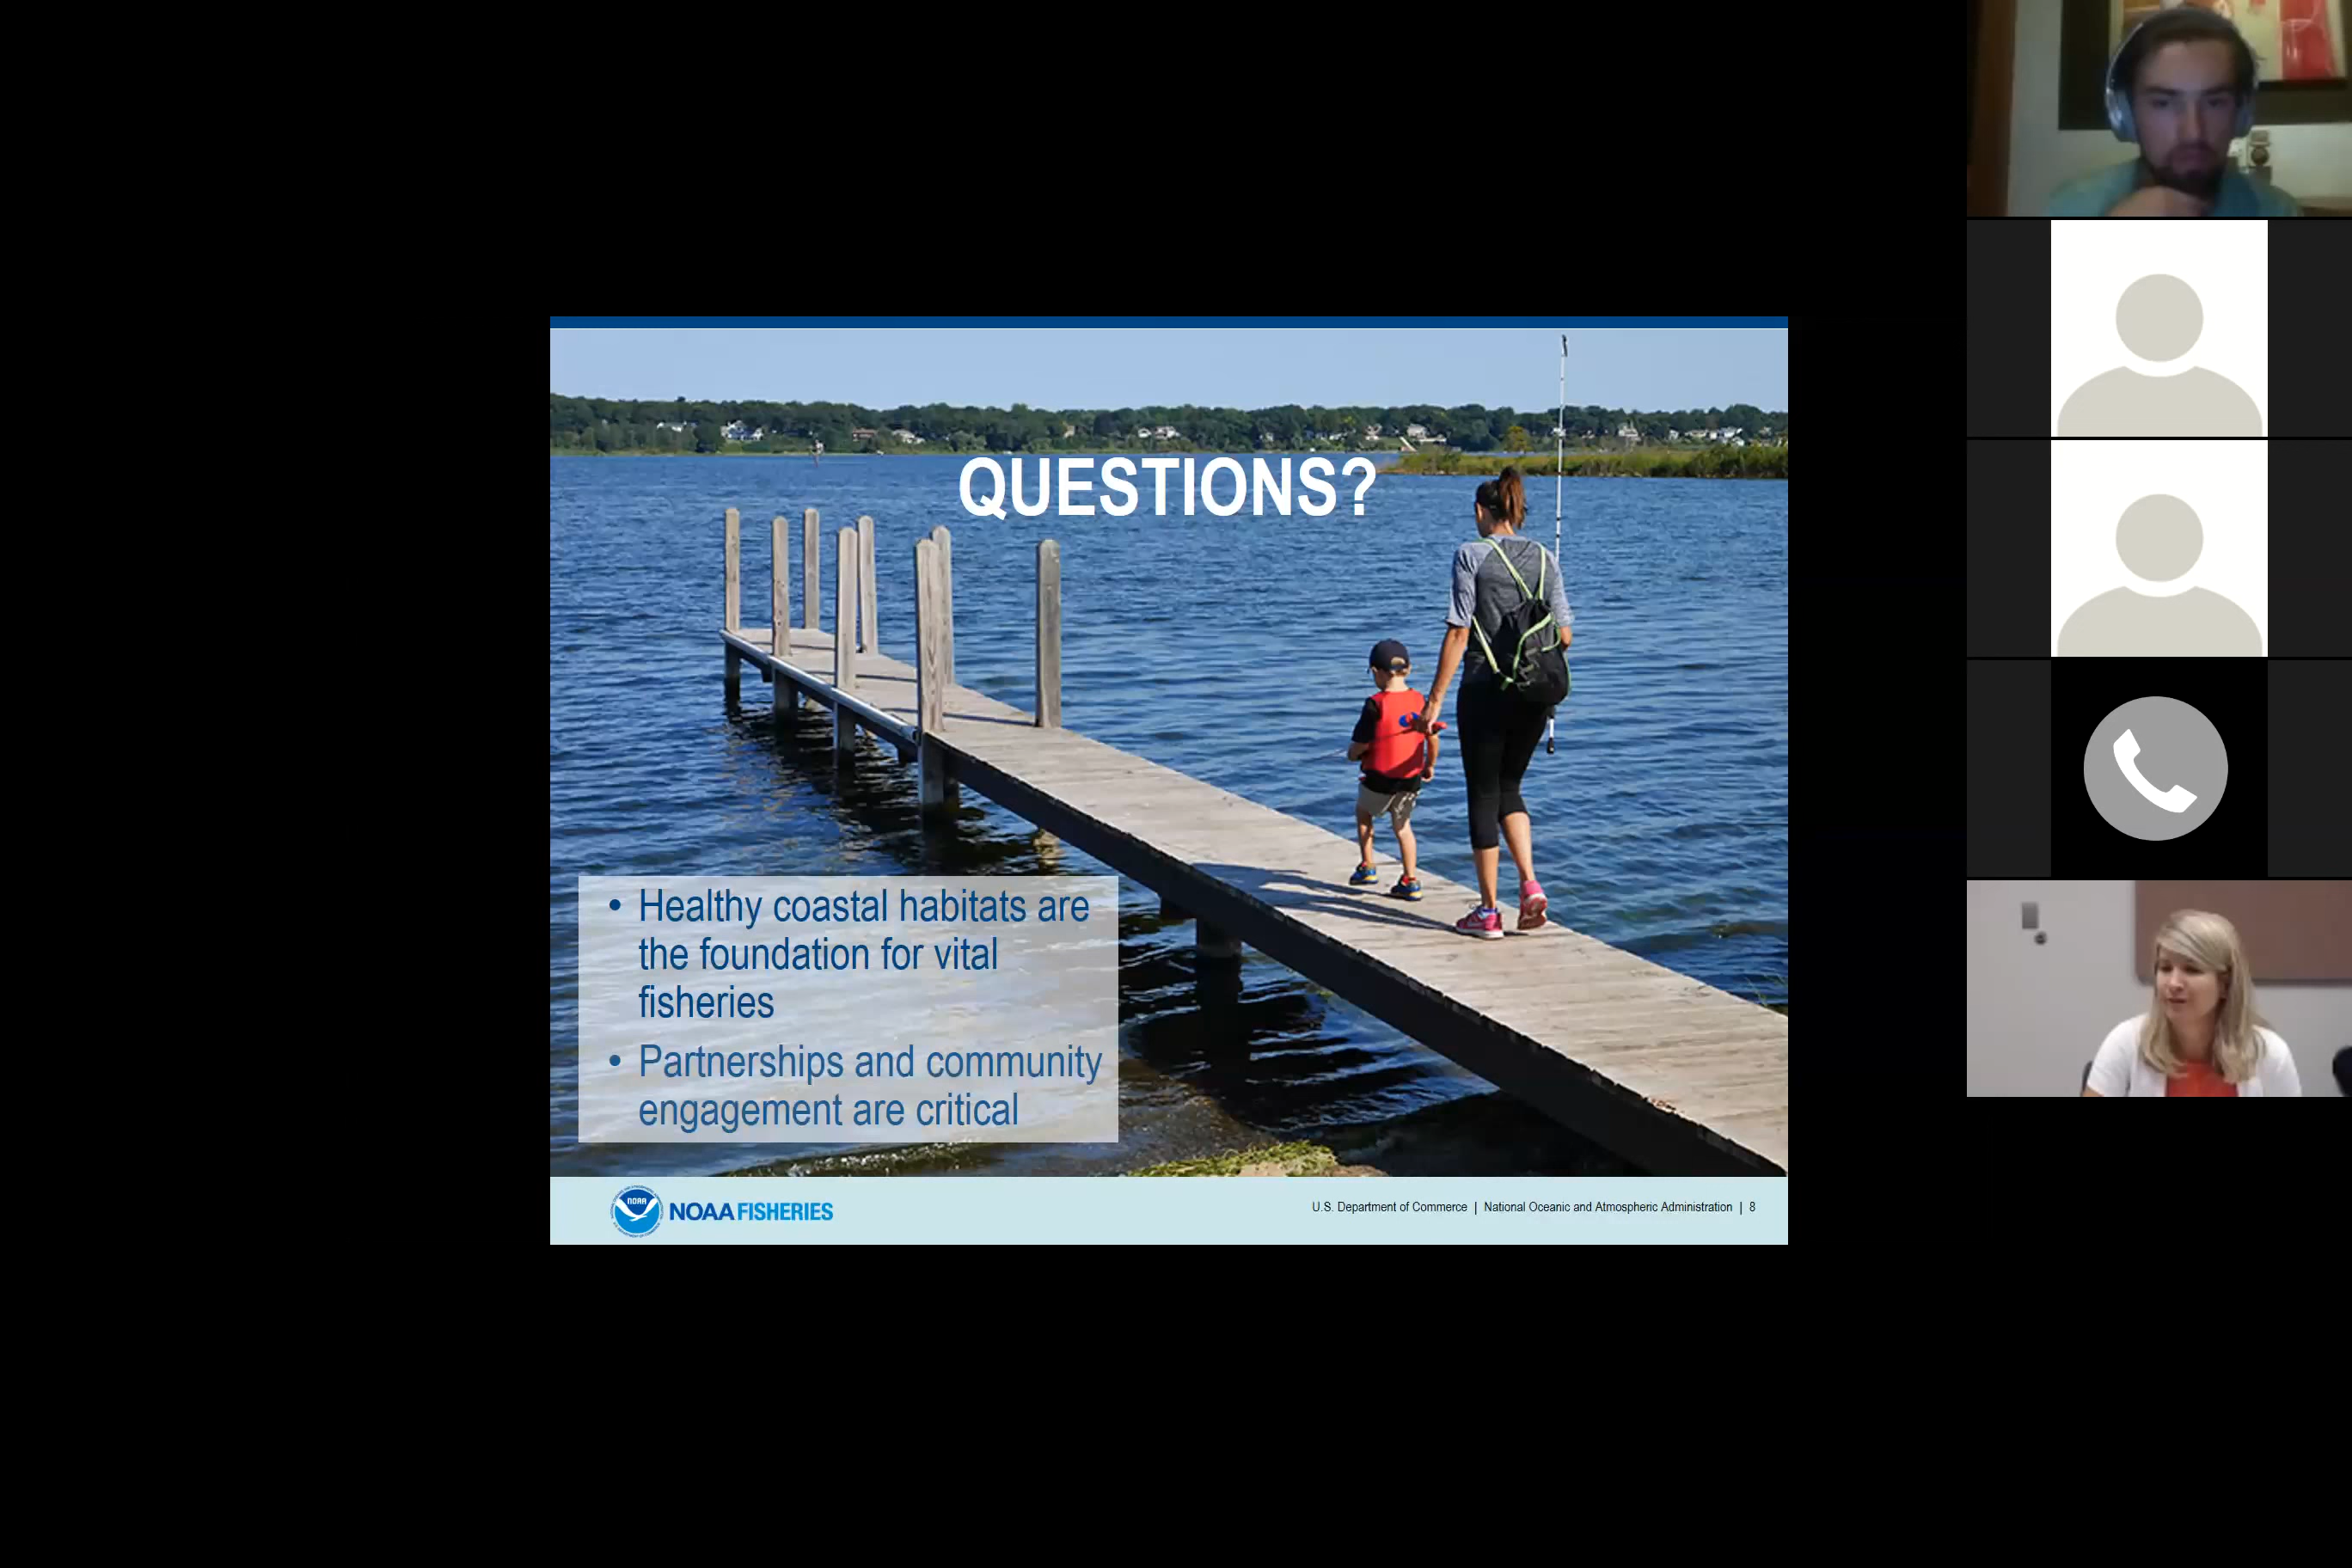 QUESTIONS?
• Healthy coastal habitats are
the foundation for vital
fisheries
• Partnerships and community
engagement are critical
NOAA
NOAA FISHERIES
U.S. Department of Commerce | National Oceanic and Atmospheric Administration | 8